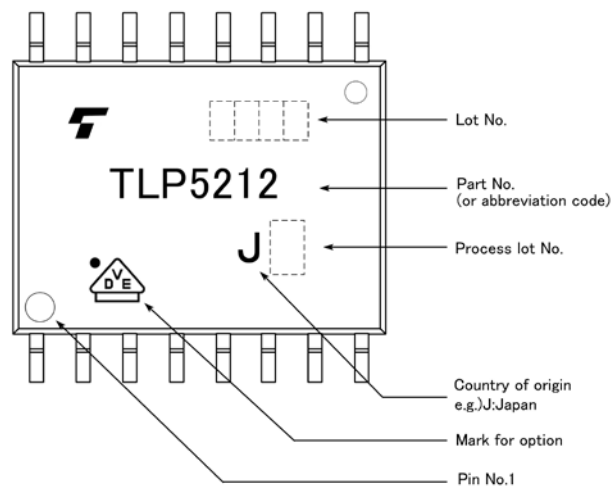 Lot No.
TLP5212
Part No.
(or abbreviation code)
J
Process lot No.
V
D E
Country of origin
e.g.)J:Japan
Mark for option
Pin No.1